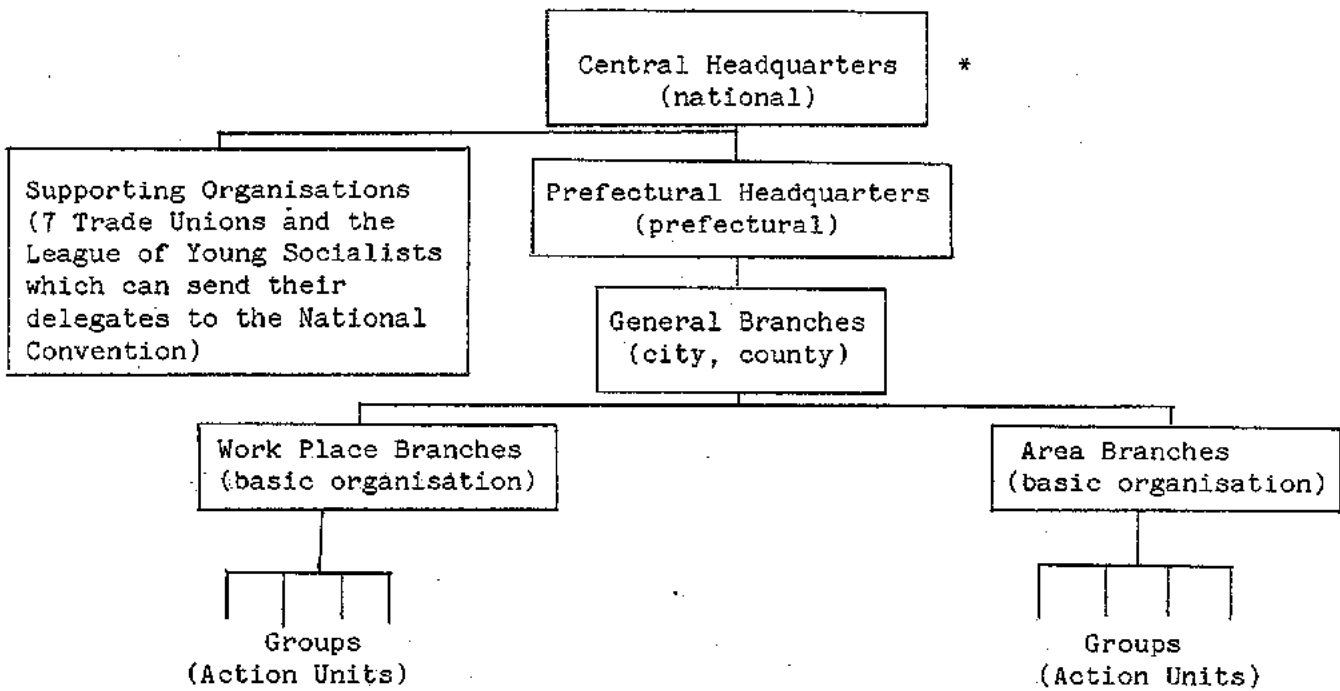 Central Headquarters *
(national)
Supporting Organisations
(7 Trade Unions and the
League of Young Socialists
which can send their
delegates to the National
Convention)
Prefectural Headquarters
(prefectural)
General Branches
(city, county)
Work Place Branches
(basic organisation)
Area Branches
(basic organisation)
Groups
(Action Units)
Groups
(Action Units)